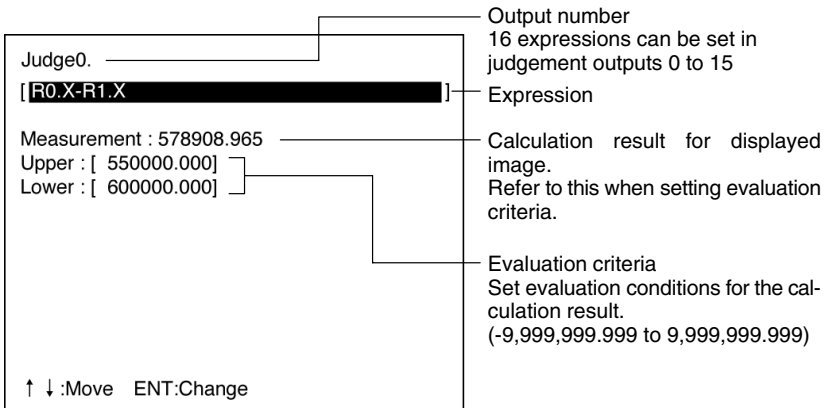 Output number
16 expressions can be set in
judgement outputs 0 to 15
Judge0.
[ R0.X-R1.X ]
Expression
Measurement : 578908.965
Upper : [ 550000.000]
Lower : [ 600000.000]
Calculation result for displayed
image.
Refer to this when setting evaluation
criteria.
Evaluation criteria
Set evaluation conditions for the cal-
culation result.
(-9,999,999.999 to 9,999,999.999)
↑ ↓ :Move ENT:Change